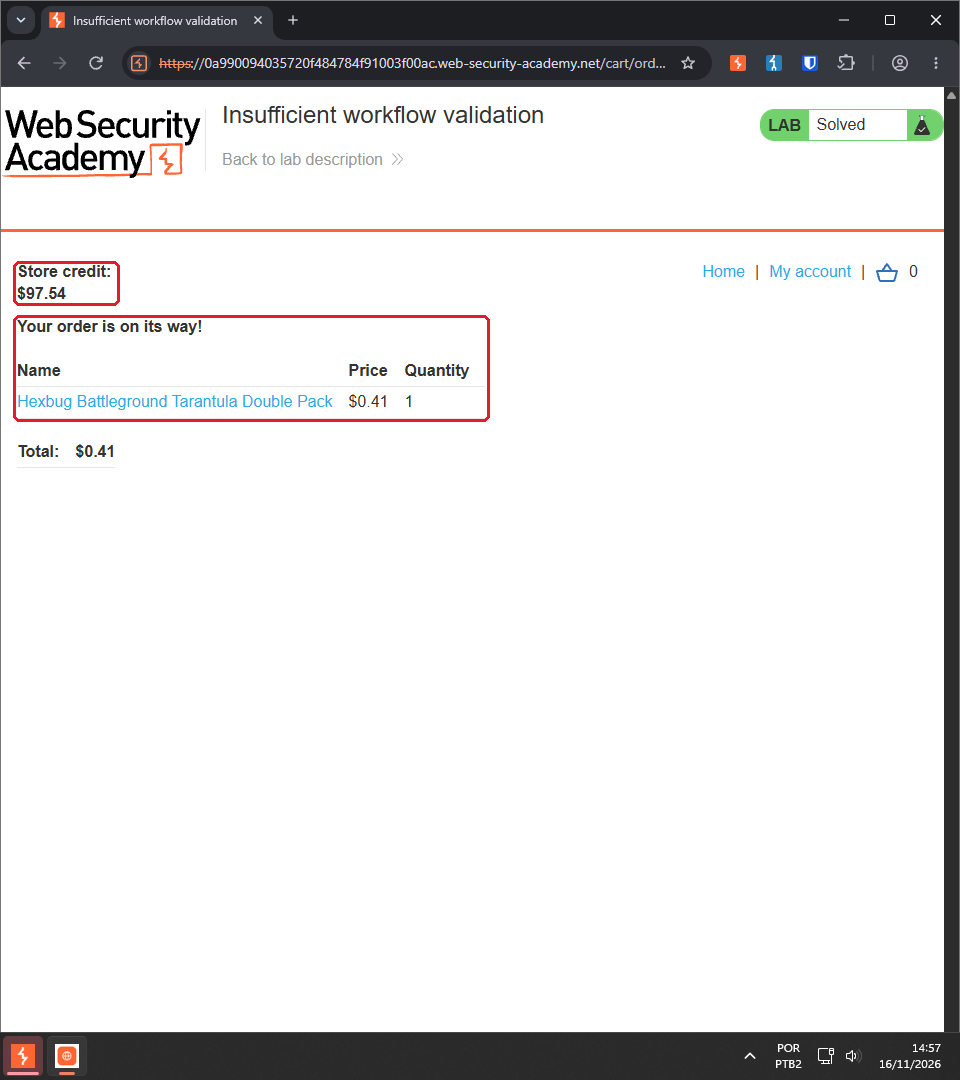 Insufficient workflow validation
https://0a990094035720f484784f91003f00ac.web-security-academy.net/cart/ord...
Web Security
Academy
Insufficient workflow validation
Back to lab description
LAB Solved
Store credit:
$97.54
Home | My account | 0
Your order is on its way!
Name Price Quantity
Hexbug Battleground Tarantula Double Pack $0.41 1
Total: $0.41
POR
PTB2
14:57
16/11/2026